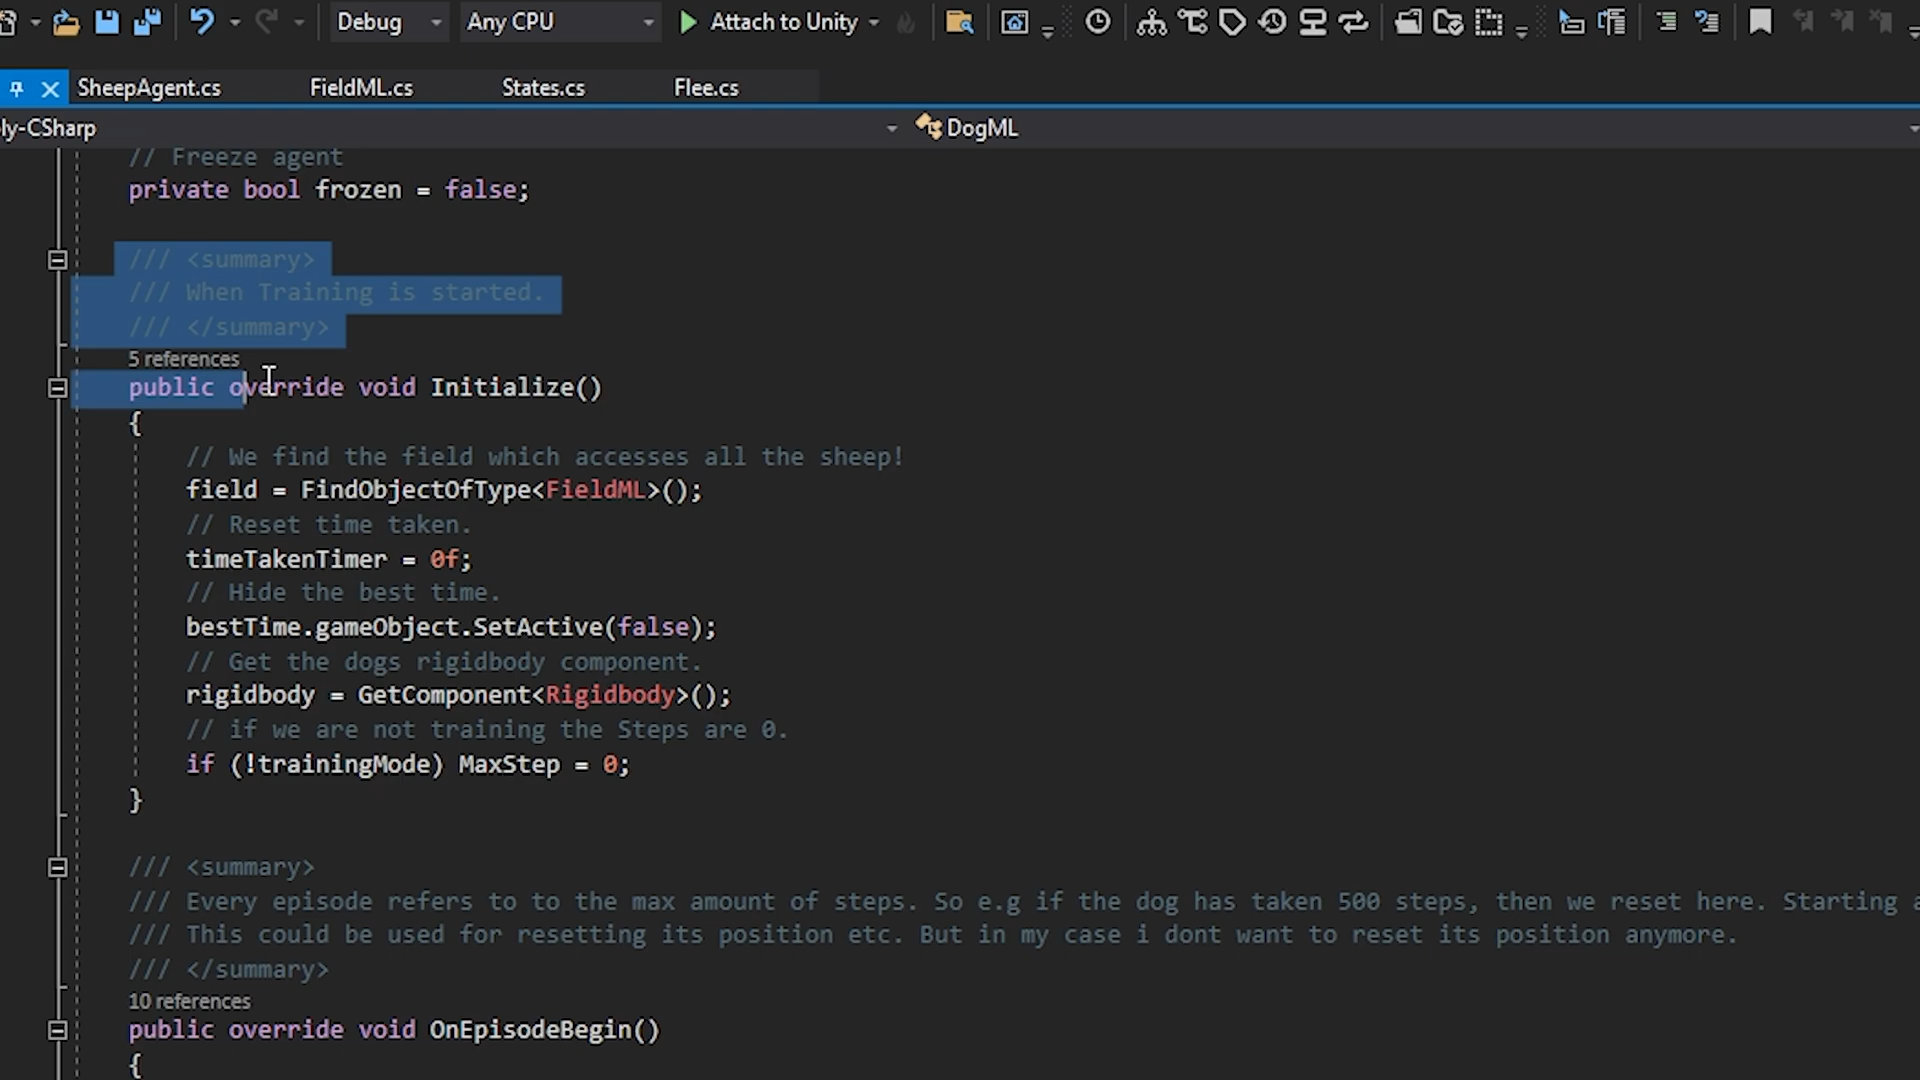 Debug Any CPU Attach to Unity
SheepAgent.cs FieldML.cs States.cs Flee.cs
ly-CSharp DogML
// Freeze agent
private bool frozen = false;
/// <summary>
/// When Training is started.
/// </summary>
5 references
public override void Initialize()
{
// We find the field which accesses all the sheep!
field = FindObjectOfType<FieldML>();
// Reset time taken.
timeTakenTimer = 0f;
// Hide the best time.
bestTime.gameObject.SetActive(false);
// Get the dogs rigidbody component.
rigidbody = GetComponent<Rigidbody>();
// if we are not training the Steps are 0.
if (!trainingMode) MaxStep = 0;
}
/// <summary>
/// Every episode refers to to the max amount of steps. So e.g if the dog has taken 500 steps, then we reset here. Starting a
/// This could be used for resetting its position etc. But in my case i dont want to reset its position anymore.
/// </summary>
10 references
public override void OnEpisodeBegin()
{